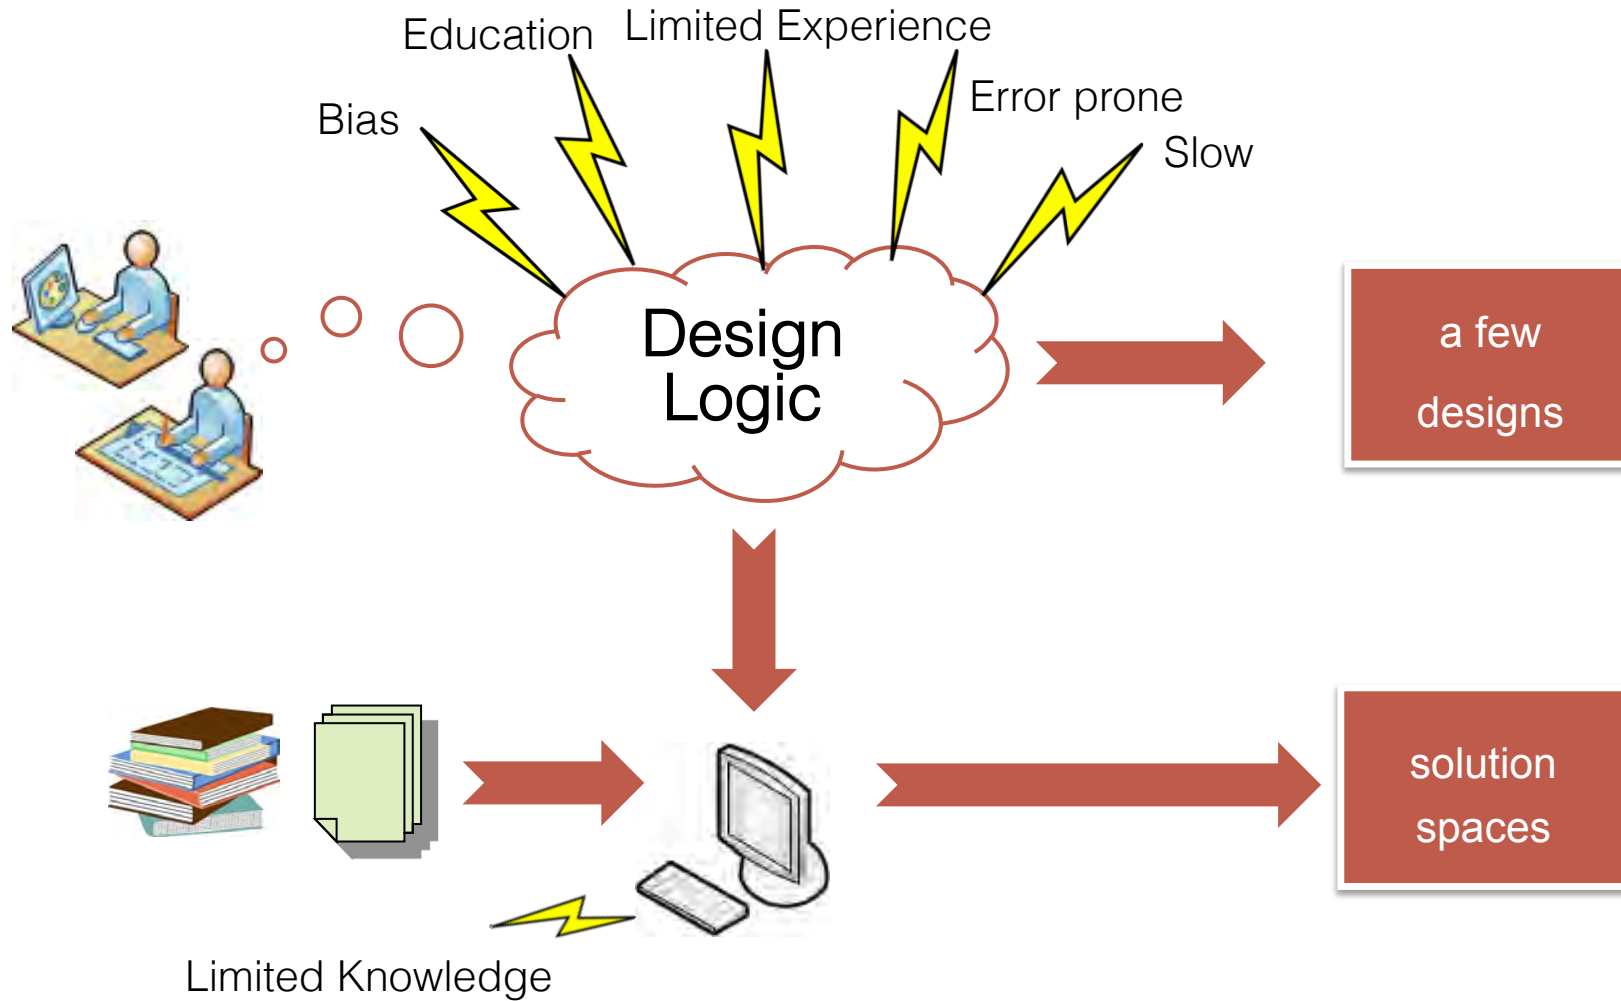 Education
Limited Experience
Bias
Error prone
Slow
Design
Logic
a few
designs
solution
spaces
Limited Knowledge